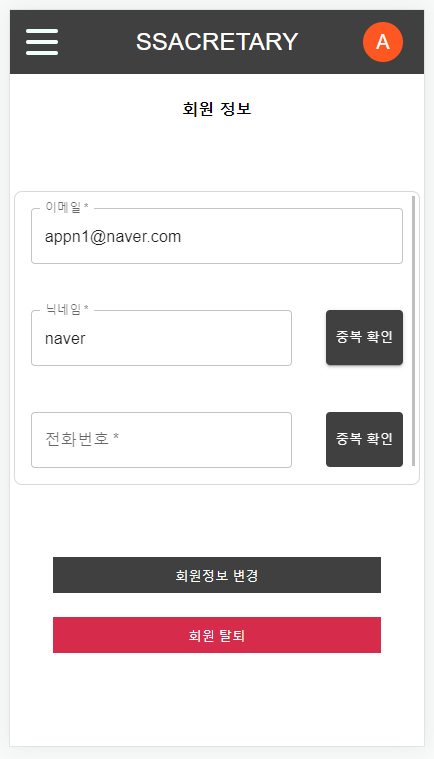 SSACRETARY
A
회원 정보
이메일 *
appn1@naver.com
닉네임 *
naver
중복 확인
전화번호 *
중복 확인
회원정보 변경
회원 탈퇴